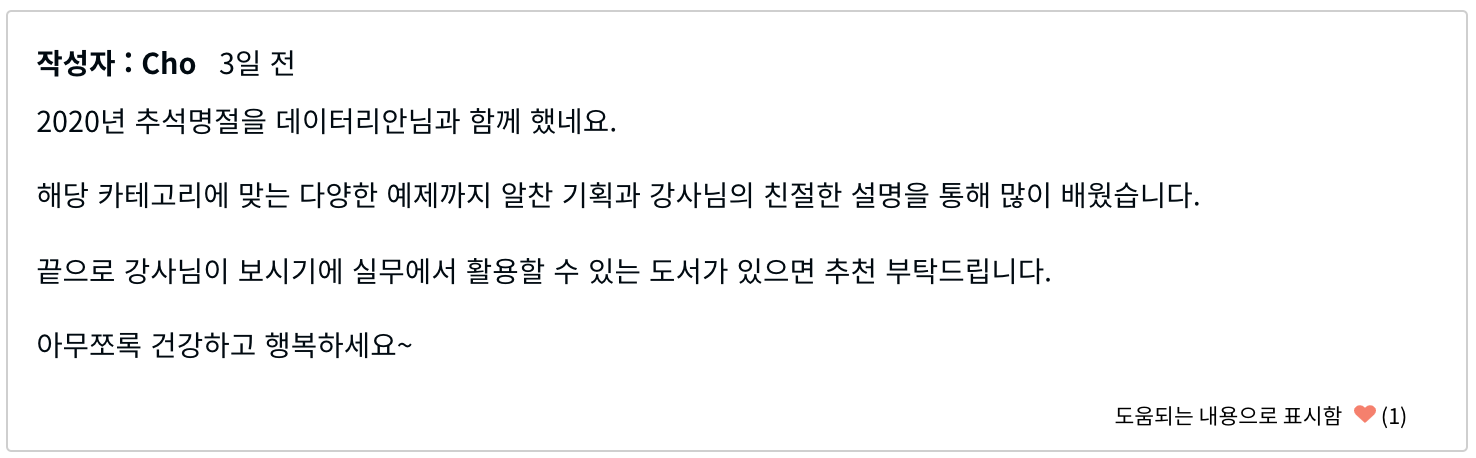 작성자 : Cho 3일 전
2020년 추석명절을 데이터리안님과 함께 했네요.
해당 카테고리에 맞는 다양한 예제까지 알찬 기획과 강사님의 친절한 설명을 통해 많이 배웠습니다.
끝으로 강사님이 보시기에 실무에서 활용할 수 있는 도서가 있으면 추천 부탁드립니다.
아무쪼록 건강하고 행복하세요~
도움되는 내용으로 표시함 ♥ (1)